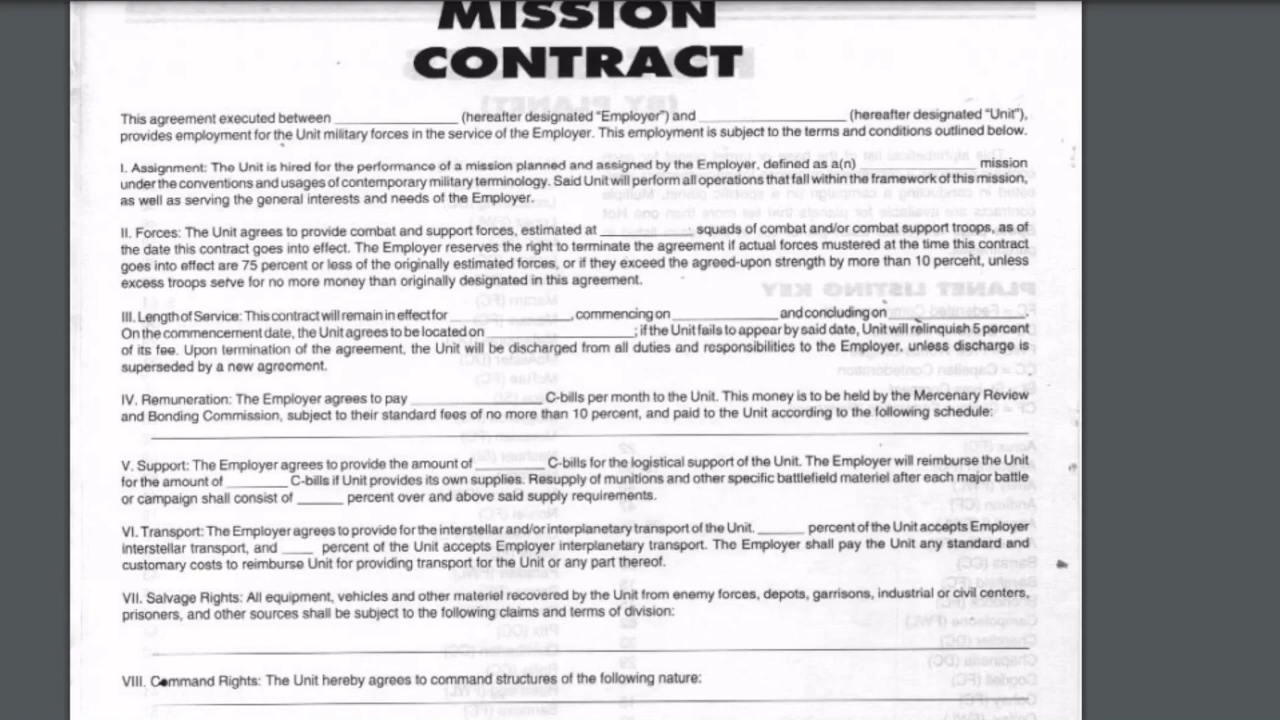 MISSION
CONTRACT
This agreement executed between ______________ (hereafter designated "Employer") and ________________ (hereafter designated "Unit"),
provides employment for the Unit military forces in the service of the Employer. This employment is subject to the terms and conditions outlined below.
I. Assignment: The Unit is hired for the performance of a mission planned and assigned by the Employer, defined as a(n) ______________ mission
under the conventions and usages of contemporary military terminology. Said Unit will perform all operations that fall within the framework of this mission,
as well as serving the general interests and needs of the Employer.
II. Forces: The Unit agrees to provide combat and support forces, estimated at ___________ squads of combat and/or combat support troops, as of
the date this contract goes into effect. The Employer reserves the right to terminate the agreement if actual forces mustered at the time this contract
goes into effect are 75 percent or less of the originally estimated forces, or if they exceed the agreed-upon strength by more than 10 percent, unless
excess troops serve for no more money than originally designated in this agreement.
III. Length of Service: This contract will remain in effect for ______________, commencing on ____________ and concluding on ________________.
On the commencement date, the Unit agrees to be located on _________________; if the Unit fails to appear by said date, Unit will relinquish 5 percent
of its fee. Upon termination of the agreement, the Unit will be discharged from all duties and responsibilities to the Employer, unless discharge is
superseded by a new agreement.
IV. Remuneration: The Employer agrees to pay _______________ C-bills per month to the Unit. This money is to be held by the Mercenary Review
and Bonding Commission, subject to their standard fees of no more than 10 percent, and paid to the Unit according to the following schedule:
V. Support: The Employer agrees to provide the amount of ________ C-bills for the logistical support of the Unit. The Employer will reimburse the Unit
for the amount of _______ C-bills if Unit provides its own supplies. Resupply of munitions and other specific battlefield materiel after each major battle
or campaign shall consist of _____ percent over and above said supply requirements.
VI. Transport: The Employer agrees to provide for the interstellar and/or interplanetary transport of the Unit. _____ percent of the Unit accepts Employer
interstellar transport, and ____ percent of the Unit accepts Employer interplanetary transport. The Employer shall pay the Unit any standard and
customary costs to reimburse Unit for providing transport for the Unit or any part thereof.
VII. Salvage Rights: All equipment, vehicles and other materiel recovered by the Unit from enemy forces, depots, garrisons, industrial or civil centers,
prisoners, and other sources shall be subject to the following claims and terms of division:
VIII. Command Rights: The Unit hereby agrees to command structures of the following nature: